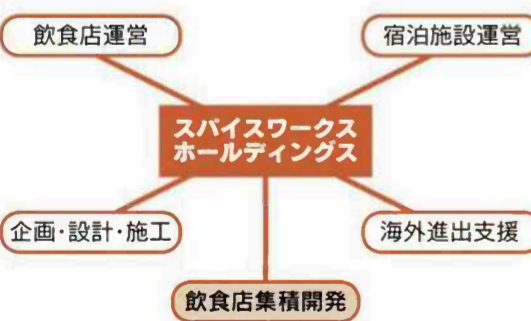 飲食店運営
宿泊施設運営
スパイスワークス
ホールディングス
企画・設計・施工
海外進出支援
飲食店集積開発